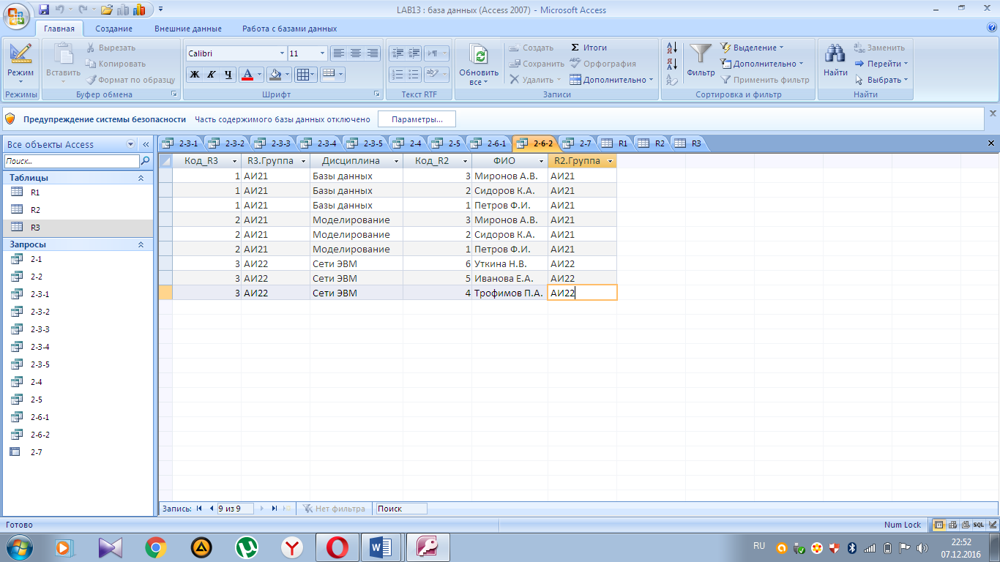 LAB13 : база данных (Access 2007) - Microsoft Access
Главная Создание Внешние данные Работа с базами данных
Режим
Режимы
Вставить
Вырезать
Копировать
Формат по образцу
Буфер обмена
Calibri 11
Ж К Ч А
Шрифт
Текст RTF
Обновить все
Создать
Сохранить
Удалить
Итоги
Орфография
Дополнительно
Записи
Фильтр
Выделение
Дополнительно
Применить фильтр
Сортировка и фильтр
Найти
Заменить
Перейти
Выбрать
Найти
Предупреждение системы безопасности Часть содержимого базы данных отключено Параметры...
Все объекты Access
Поиск...
Таблицы
R1
R2
R3
Запросы
2-1
2-2
2-3-1
2-3-2
2-3-3
2-3-4
2-3-5
2-4
2-5
2-6-1
2-6-2
2-7
2-3-1 2-3-2 2-3-3 2-3-4 2-3-5 2-4 2-5 2-6-1 2-6-2 2-7 R1 R2 R3
Код_R3 R3.Группа Дисциплина Код_R2 ФИО R2.Группа
1 АИ21 Базы данных 3 Миронов А.В. АИ21
1 АИ21 Базы данных 2 Сидоров К.А. АИ21
1 АИ21 Базы данных 1 Петров Ф.И. АИ21
2 АИ21 Моделирование 3 Миронов А.В. АИ21
2 АИ21 Моделирование 2 Сидоров К.А. АИ21
2 АИ21 Моделирование 1 Петров Ф.И. АИ21
3 АИ22 Сети ЭВМ 6 Уткина Н.В. АИ22
3 АИ22 Сети ЭВМ 5 Иванова Е.А. АИ22
3 АИ22 Сети ЭВМ 4 Трофимов П.А. АИ22
Запись: 9 из 9 Нет фильтра Поиск
Готово Num Lock SQL
RU 22:52
07.12.2016